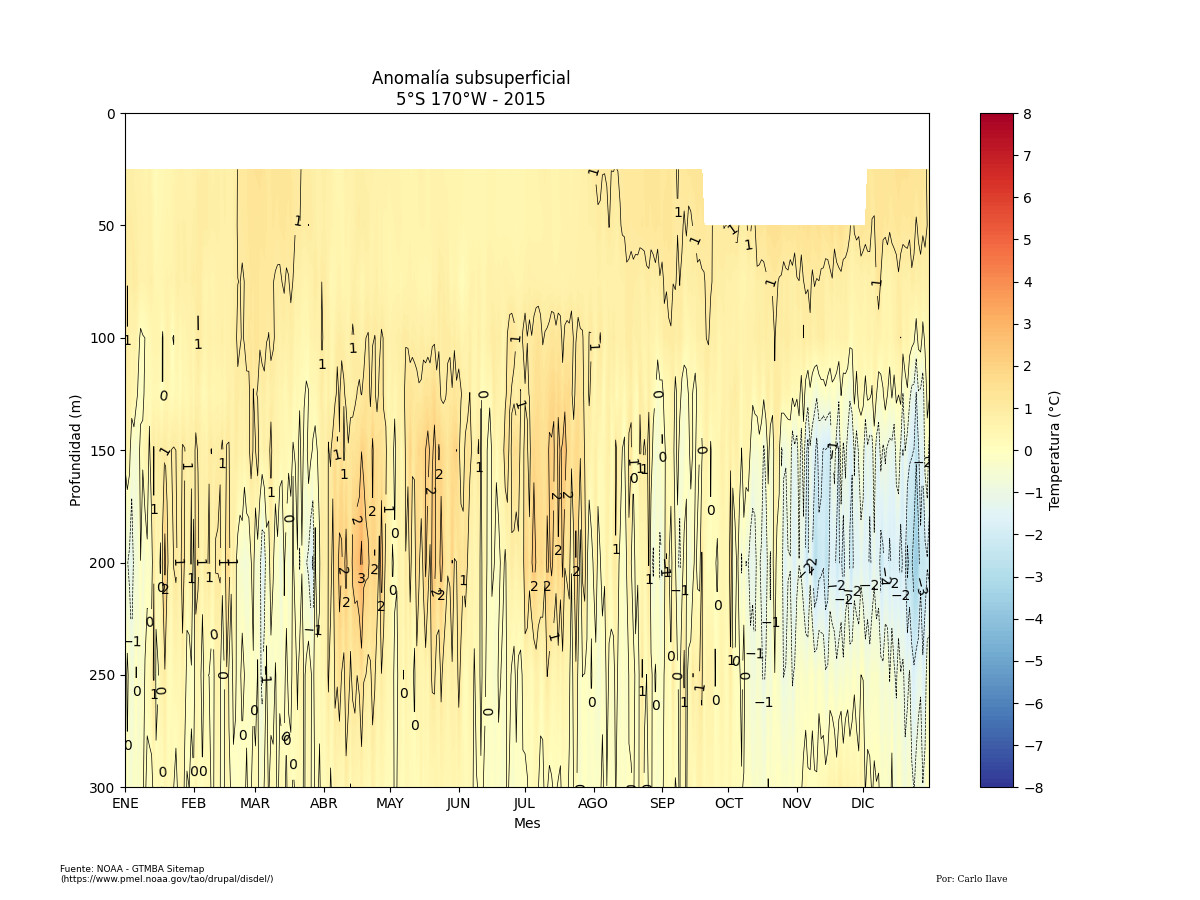 Anomalía subsuperficial
5°S 170°W - 2015
0
50
100
150
200
250
300
Profundidad (m)
ENE FEB MAR ABR MAY JUN JUL AGO SEP OCT NOV DIC
Mes
8
7
6
5
4
3
2
1
0
−1
−2
−3
−4
−5
−6
−7
−8
Temperatura (°C)
Fuente: NOAA - GTMBA Sitemap
(https://www.pmel.noaa.gov/tao/drupal/disdel/)
Por: Carlo Ilave